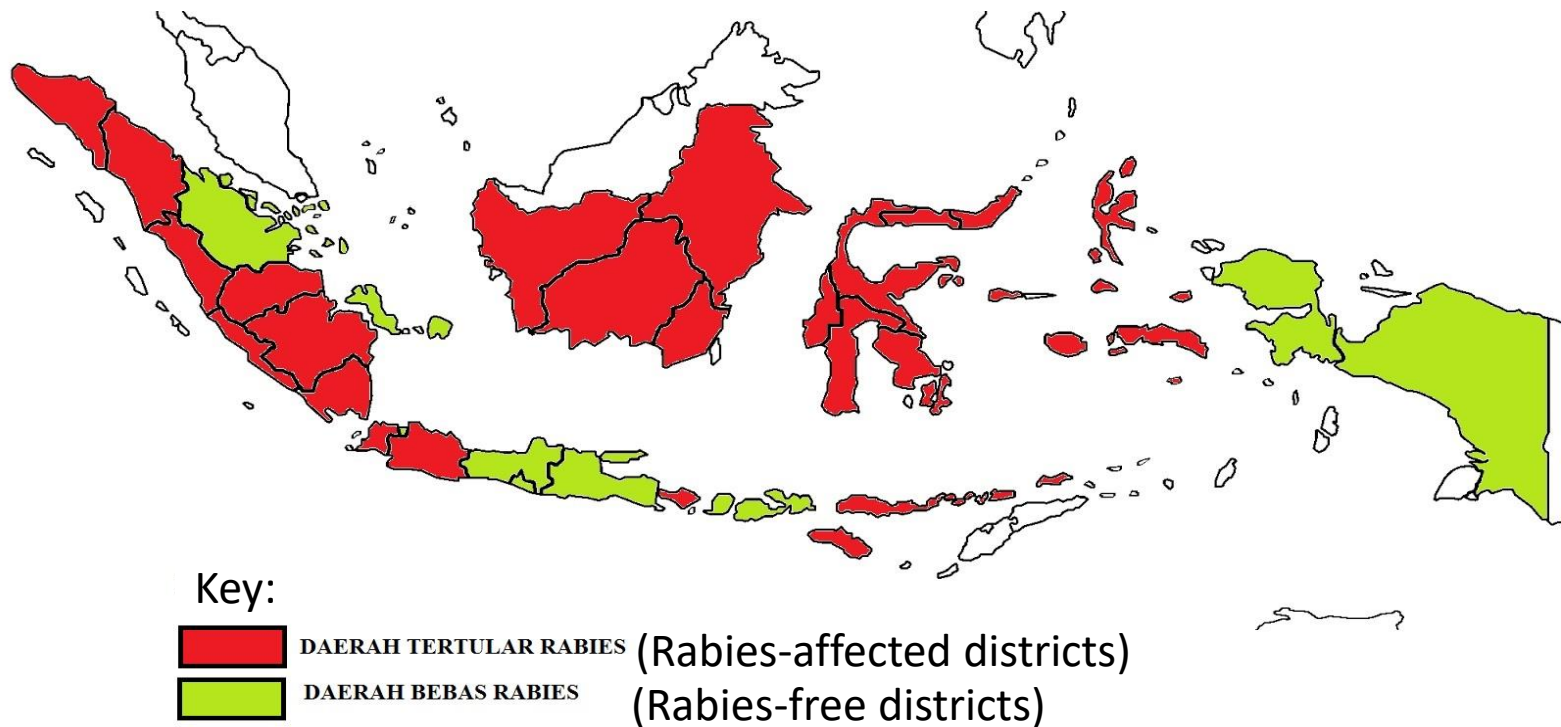 Key:
DAERAH TERTULAR RABIES (Rabies-affected districts)
DAERAH BEBAS RABIES (Rabies-free districts)